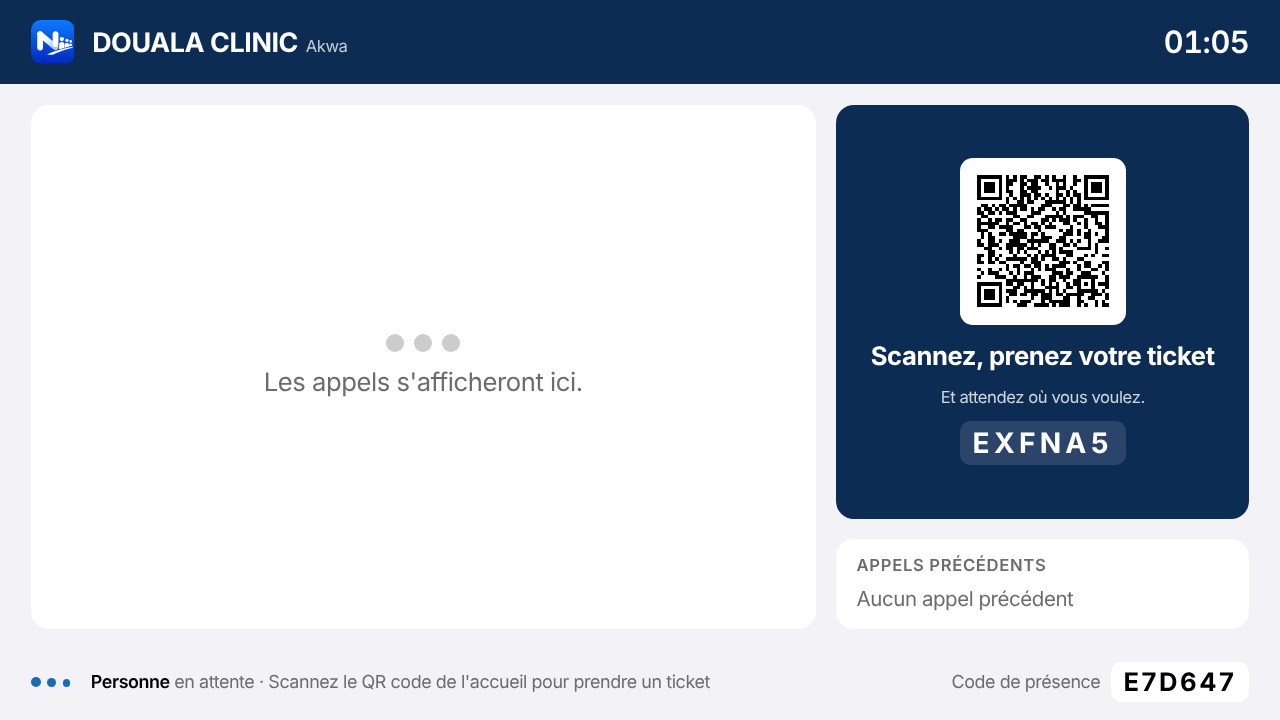 DOUALA CLINIC Akwa
01:05
Les appels s'afficheront ici.
Scannez, prenez votre ticket
Et attendez où vous voulez.
EXFNA5
APPELS PRÉCÉDENTS
Aucun appel précédent
Personne en attente · Scannez le QR code de l'accueil pour prendre un ticket
Code de présence E7D647